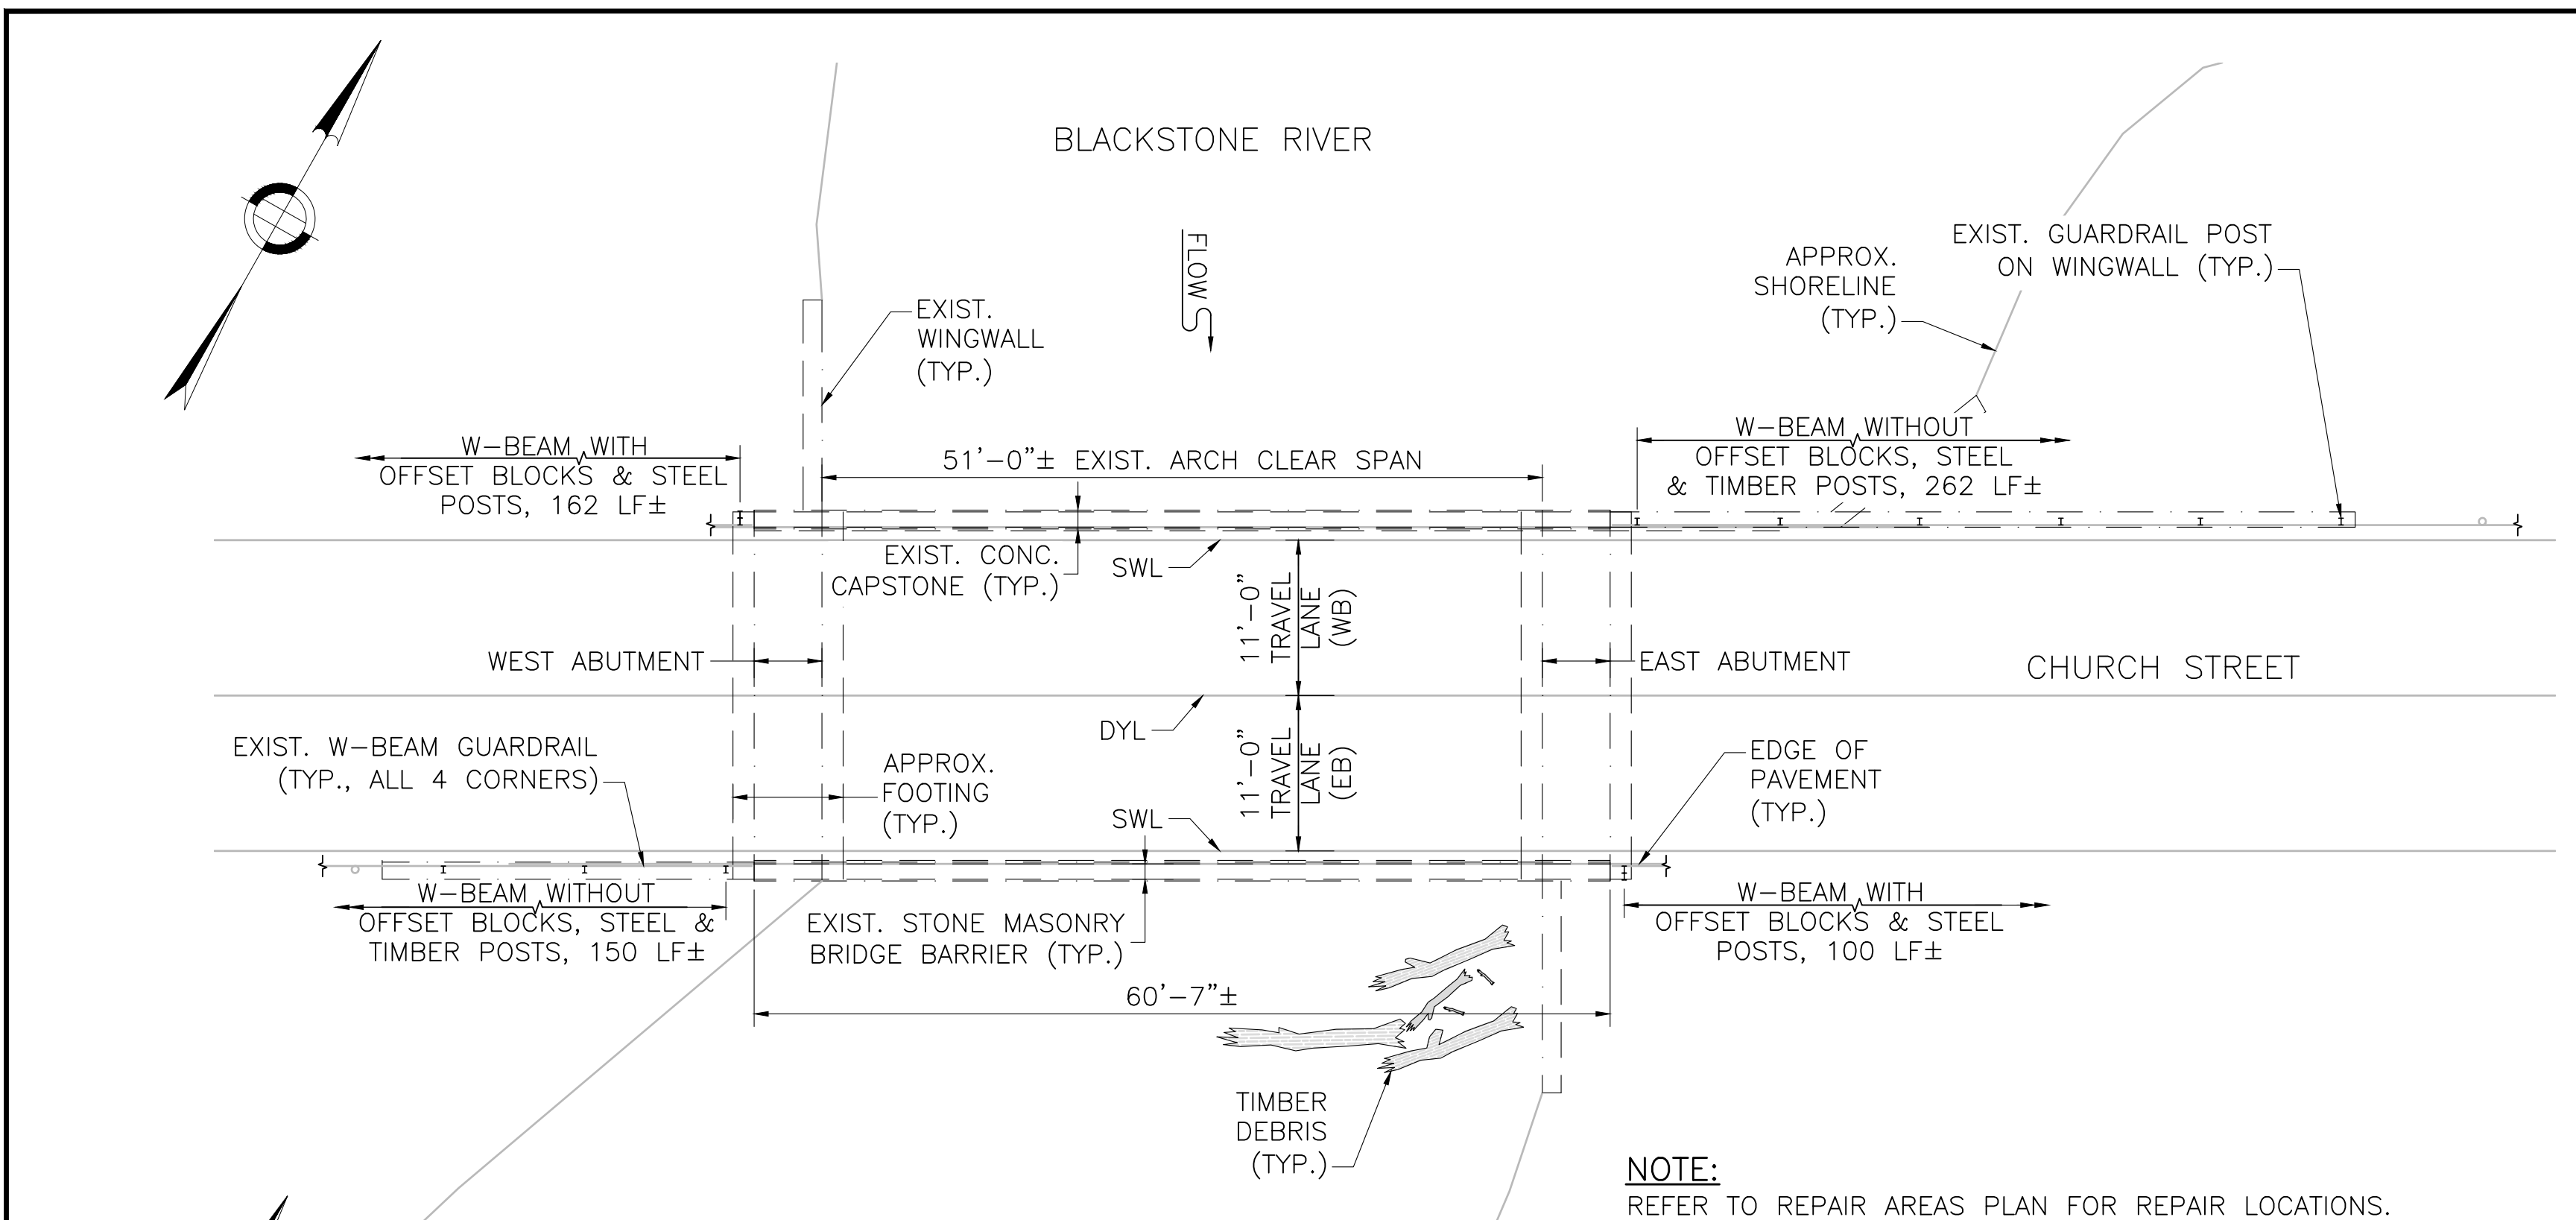 BLACKSTONE RIVER
FLOW
EXIST. GUARDRAIL POST
ON WINGWALL (TYP.)
APPROX.
SHORELINE
(TYP.)
EXIST.
WINGWALL
(TYP.)
W-BEAM WITH
OFFSET BLOCKS & STEEL
POSTS, 162 LF±
51'-0"± EXIST. ARCH CLEAR SPAN
W-BEAM WITHOUT
OFFSET BLOCKS, STEEL
& TIMBER POSTS, 262 LF±
EXIST. CONC.
CAPSTONE (TYP.)
SWL
11'-0"
TRAVEL
LANE
(WB)
WEST ABUTMENT
EAST ABUTMENT
CHURCH STREET
DYL
11'-0"
TRAVEL
LANE
(EB)
EXIST. W-BEAM GUARDRAIL
(TYP., ALL 4 CORNERS)
APPROX.
FOOTING
(TYP.)
SWL
EDGE OF
PAVEMENT
(TYP.)
W-BEAM WITHOUT
OFFSET BLOCKS, STEEL &
TIMBER POSTS, 150 LF±
EXIST. STONE MASONRY
BRIDGE BARRIER (TYP.)
W-BEAM WITH
OFFSET BLOCKS & STEEL
POSTS, 100 LF±
60'-7"±
TIMBER
DEBRIS
(TYP.)
NOTE:
REFER TO REPAIR AREAS PLAN FOR REPAIR LOCATIONS.